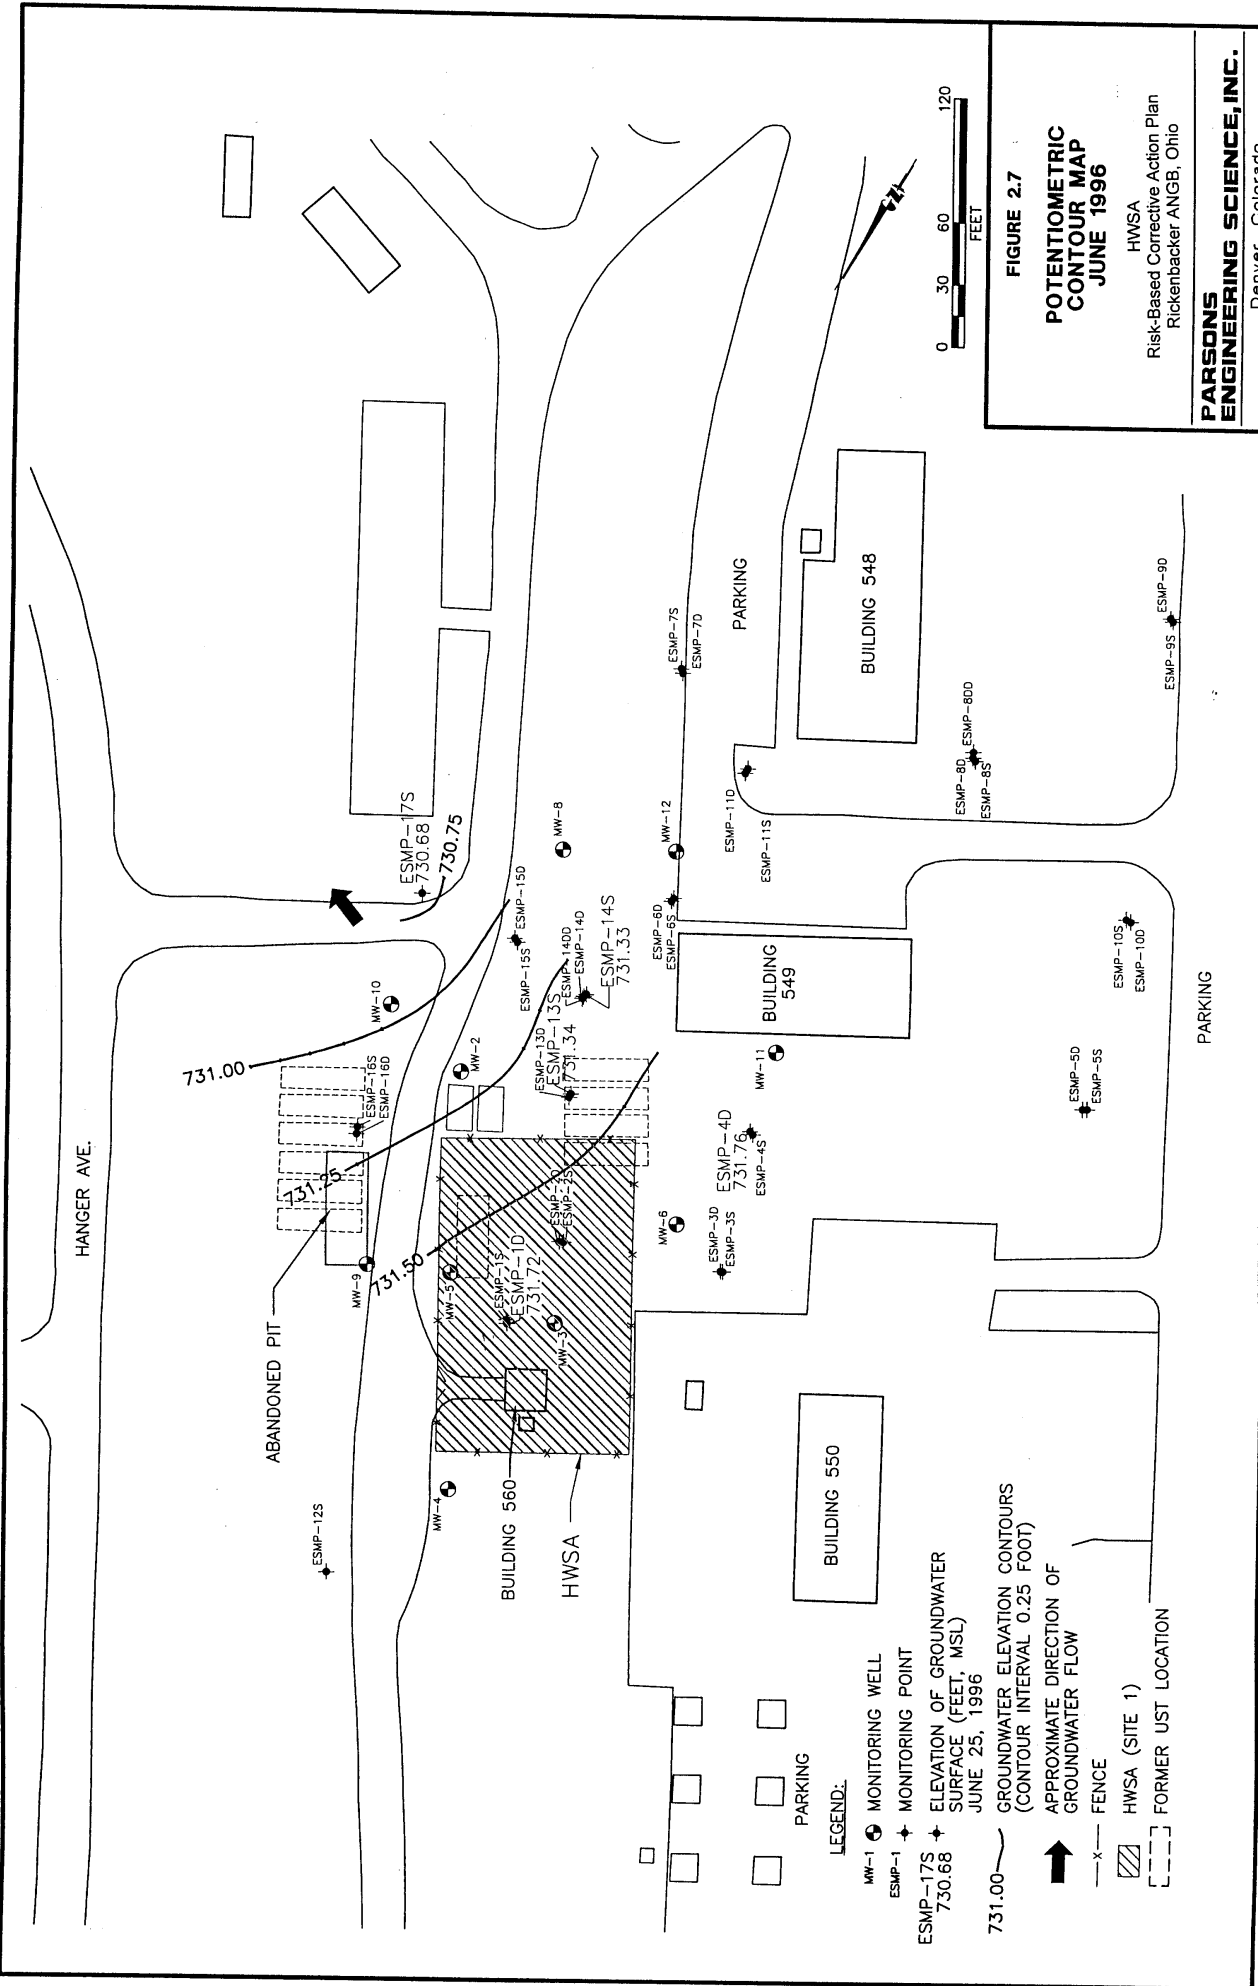 HANGER AVE.
ABANDONED PIT
731.00
731.25
731.50
730.75
ESMP-17S
730.68
MW-10
ESMP-16S
ESMP-16D
MW-9
MW-2
ESMP-15D
ESMP-15S
MW-8
ESMP-14DD
ESMP-14D
ESMP-14S
731.33
ESMP-13D
ESMP-13S
731.34
MW-5
ESMP-1S
ESMP-1D
731.72
MW-3
ESMP-2D
ESMP-2S
MW-4
ESMP-12S
BUILDING 560
HWSA
MW-6
ESMP-3D
ESMP-3S
ESMP-4D
731.76
ESMP-4S
MW-11
BUILDING
549
ESMP-6D
ESMP-6S
MW-12
ESMP-7S
ESMP-7D
PARKING
ESMP-11D
ESMP-11S
BUILDING 548
ESMP-8D
ESMP-8DD
ESMP-8S
ESMP-9S
ESMP-9D
ESMP-10S
ESMP-10D
ESMP-5D
ESMP-5S
PARKING
BUILDING 550
PARKING
LEGEND:
MW-1 MONITORING WELL
ESMP-1 MONITORING POINT
ESMP-17S ELEVATION OF GROUNDWATER
730.68 SURFACE (FEET, MSL)
JUNE 25, 1996
731.00 GROUNDWATER ELEVATION CONTOURS
(CONTOUR INTERVAL 0.25 FOOT)
APPROXIMATE DIRECTION OF
GROUNDWATER FLOW
x FENCE
HWSA (SITE 1)
FORMER UST LOCATION
N
0 30 60 120
FEET
FIGURE 2.7
POTENTIOMETRIC
CONTOUR MAP
JUNE 1996
HWSA
Risk-Based Corrective Action Plan
Rickenbacker ANGB, Ohio
PARSONS
ENGINEERING SCIENCE, INC.
Denver, Colorado